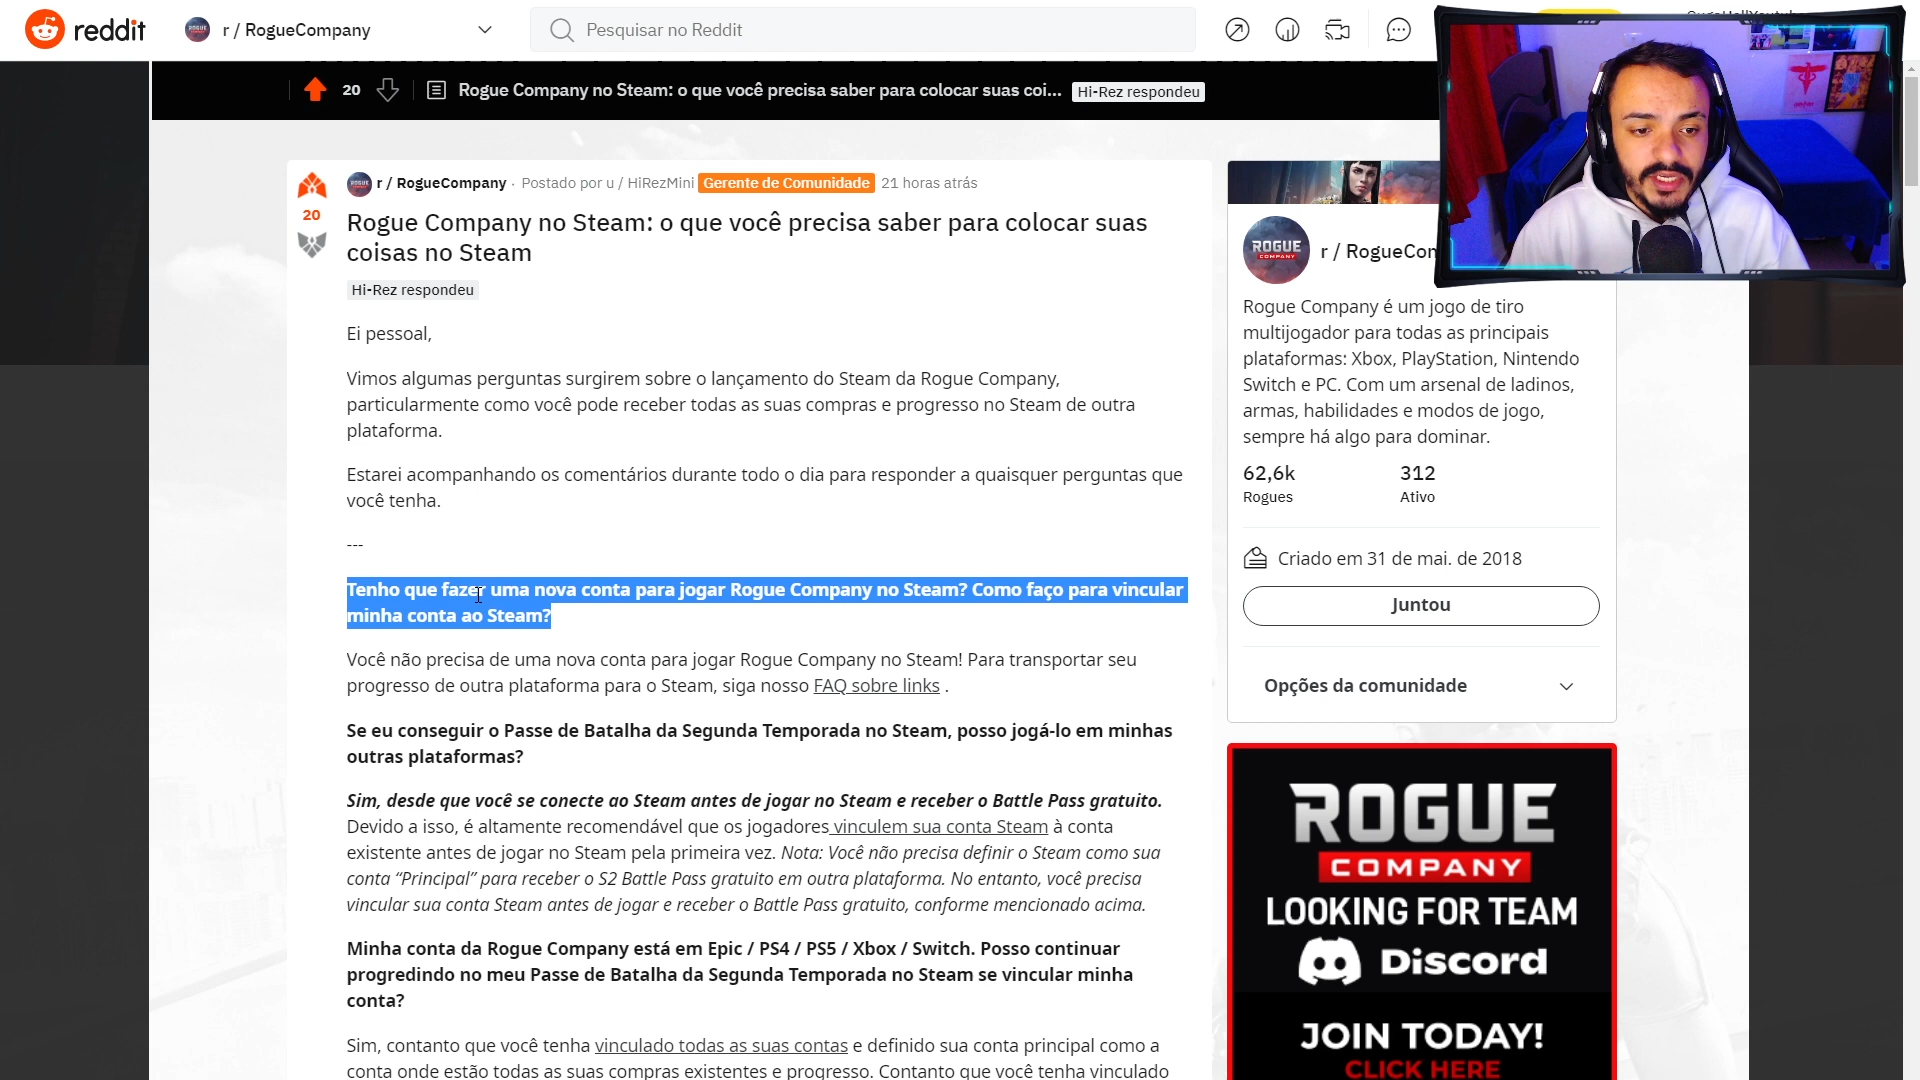 reddit
r / RogueCompany
Pesquisar no Reddit
20
Rogue Company no Steam: o que você precisa saber para colocar suas coi...
Hi-Rez respondeu
r / RogueCompany · Postado por u / HiRezMini Gerente de Comunidade 21 horas atrás
20
Rogue Company no Steam: o que você precisa saber para colocar suas
coisas no Steam
Hi-Rez respondeu
Ei pessoal,
Vimos algumas perguntas surgirem sobre o lançamento do Steam da Rogue Company,
particularmente como você pode receber todas as suas compras e progresso no Steam de outra
plataforma.
Estarei acompanhando os comentários durante todo o dia para responder a quaisquer perguntas que
você tenha.
---
Tenho que fazer uma nova conta para jogar Rogue Company no Steam? Como faço para vincular
minha conta ao Steam?
Você não precisa de uma nova conta para jogar Rogue Company no Steam! Para transportar seu
progresso de outra plataforma para o Steam, siga nosso FAQ sobre links .
Se eu conseguir o Passe de Batalha da Segunda Temporada no Steam, posso jogá-lo em minhas
outras plataformas?
Sim, desde que você se conecte ao Steam antes de jogar no Steam e receber o Battle Pass gratuito.
Devido a isso, é altamente recomendável que os jogadores vinculem sua conta Steam à conta
existente antes de jogar no Steam pela primeira vez. Nota: Você não precisa definir o Steam como sua
conta “Principal” para receber o S2 Battle Pass gratuito em outra plataforma. No entanto, você precisa
vincular sua conta Steam antes de jogar e receber o Battle Pass gratuito, conforme mencionado acima.
Minha conta da Rogue Company está em Epic / PS4 / PS5 / Xbox / Switch. Posso continuar
progredindo no meu Passe de Batalha da Segunda Temporada no Steam se vincular minha
conta?
Sim, contanto que você tenha vinculado todas as suas contas e definido sua conta principal como a
conta onde estão todas as suas compras existentes e progresso. Contanto que você tenha vinculado
ROGUE
COMPANY
r / RogueCon
Rogue Company é um jogo de tiro
multijogador para todas as principais
plataformas: Xbox, PlayStation, Nintendo
Switch e PC. Com um arsenal de ladinos,
armas, habilidades e modos de jogo,
sempre há algo para dominar.
62,6k
Rogues
312
Ativo
Criado em 31 de mai. de 2018
Juntou
Opções da comunidade
ROGUE
COMPANY
LOOKING FOR TEAM
Discord
JOIN TODAY!
CLICK HERE